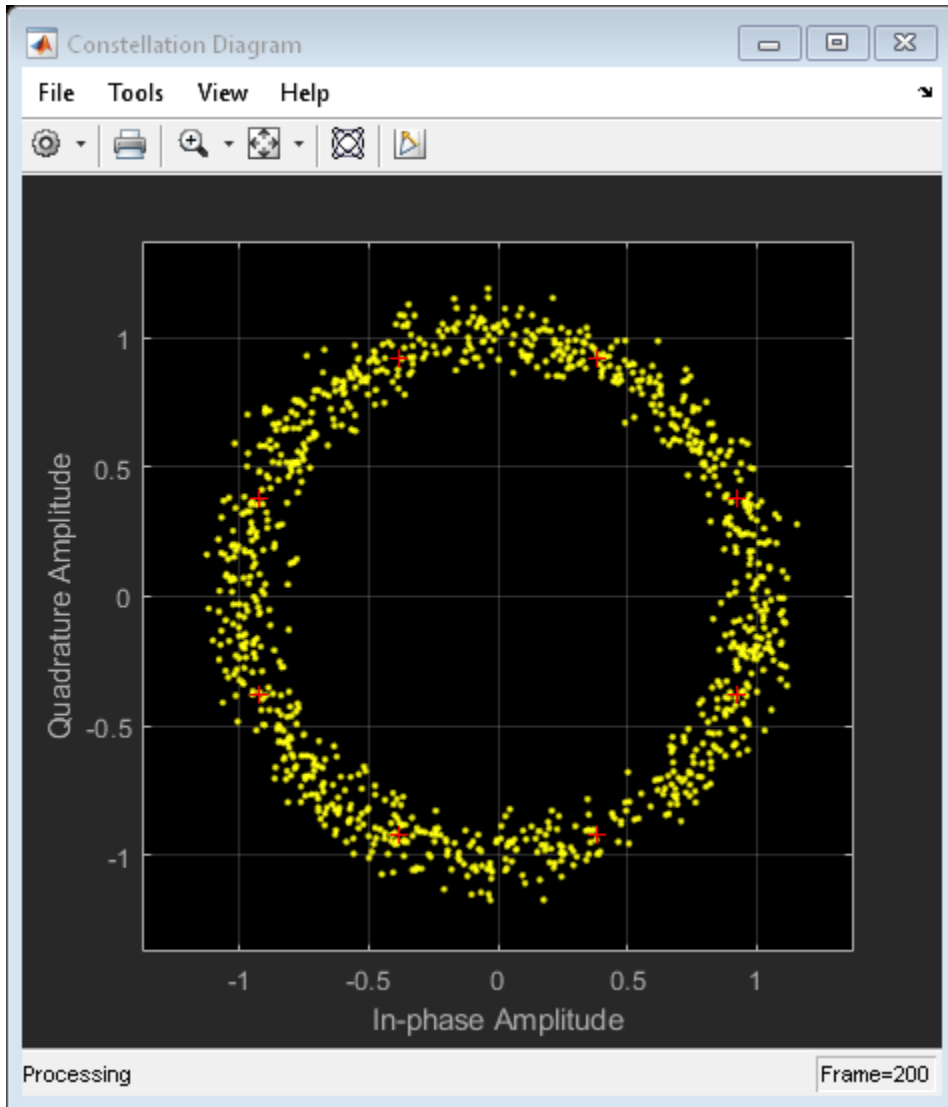 Constellation Diagram
File Tools View Help
1
0.5
0
-0.5
-1
Quadrature Amplitude
-1 -0.5 0 0.5 1
In-phase Amplitude
Processing Frame=200